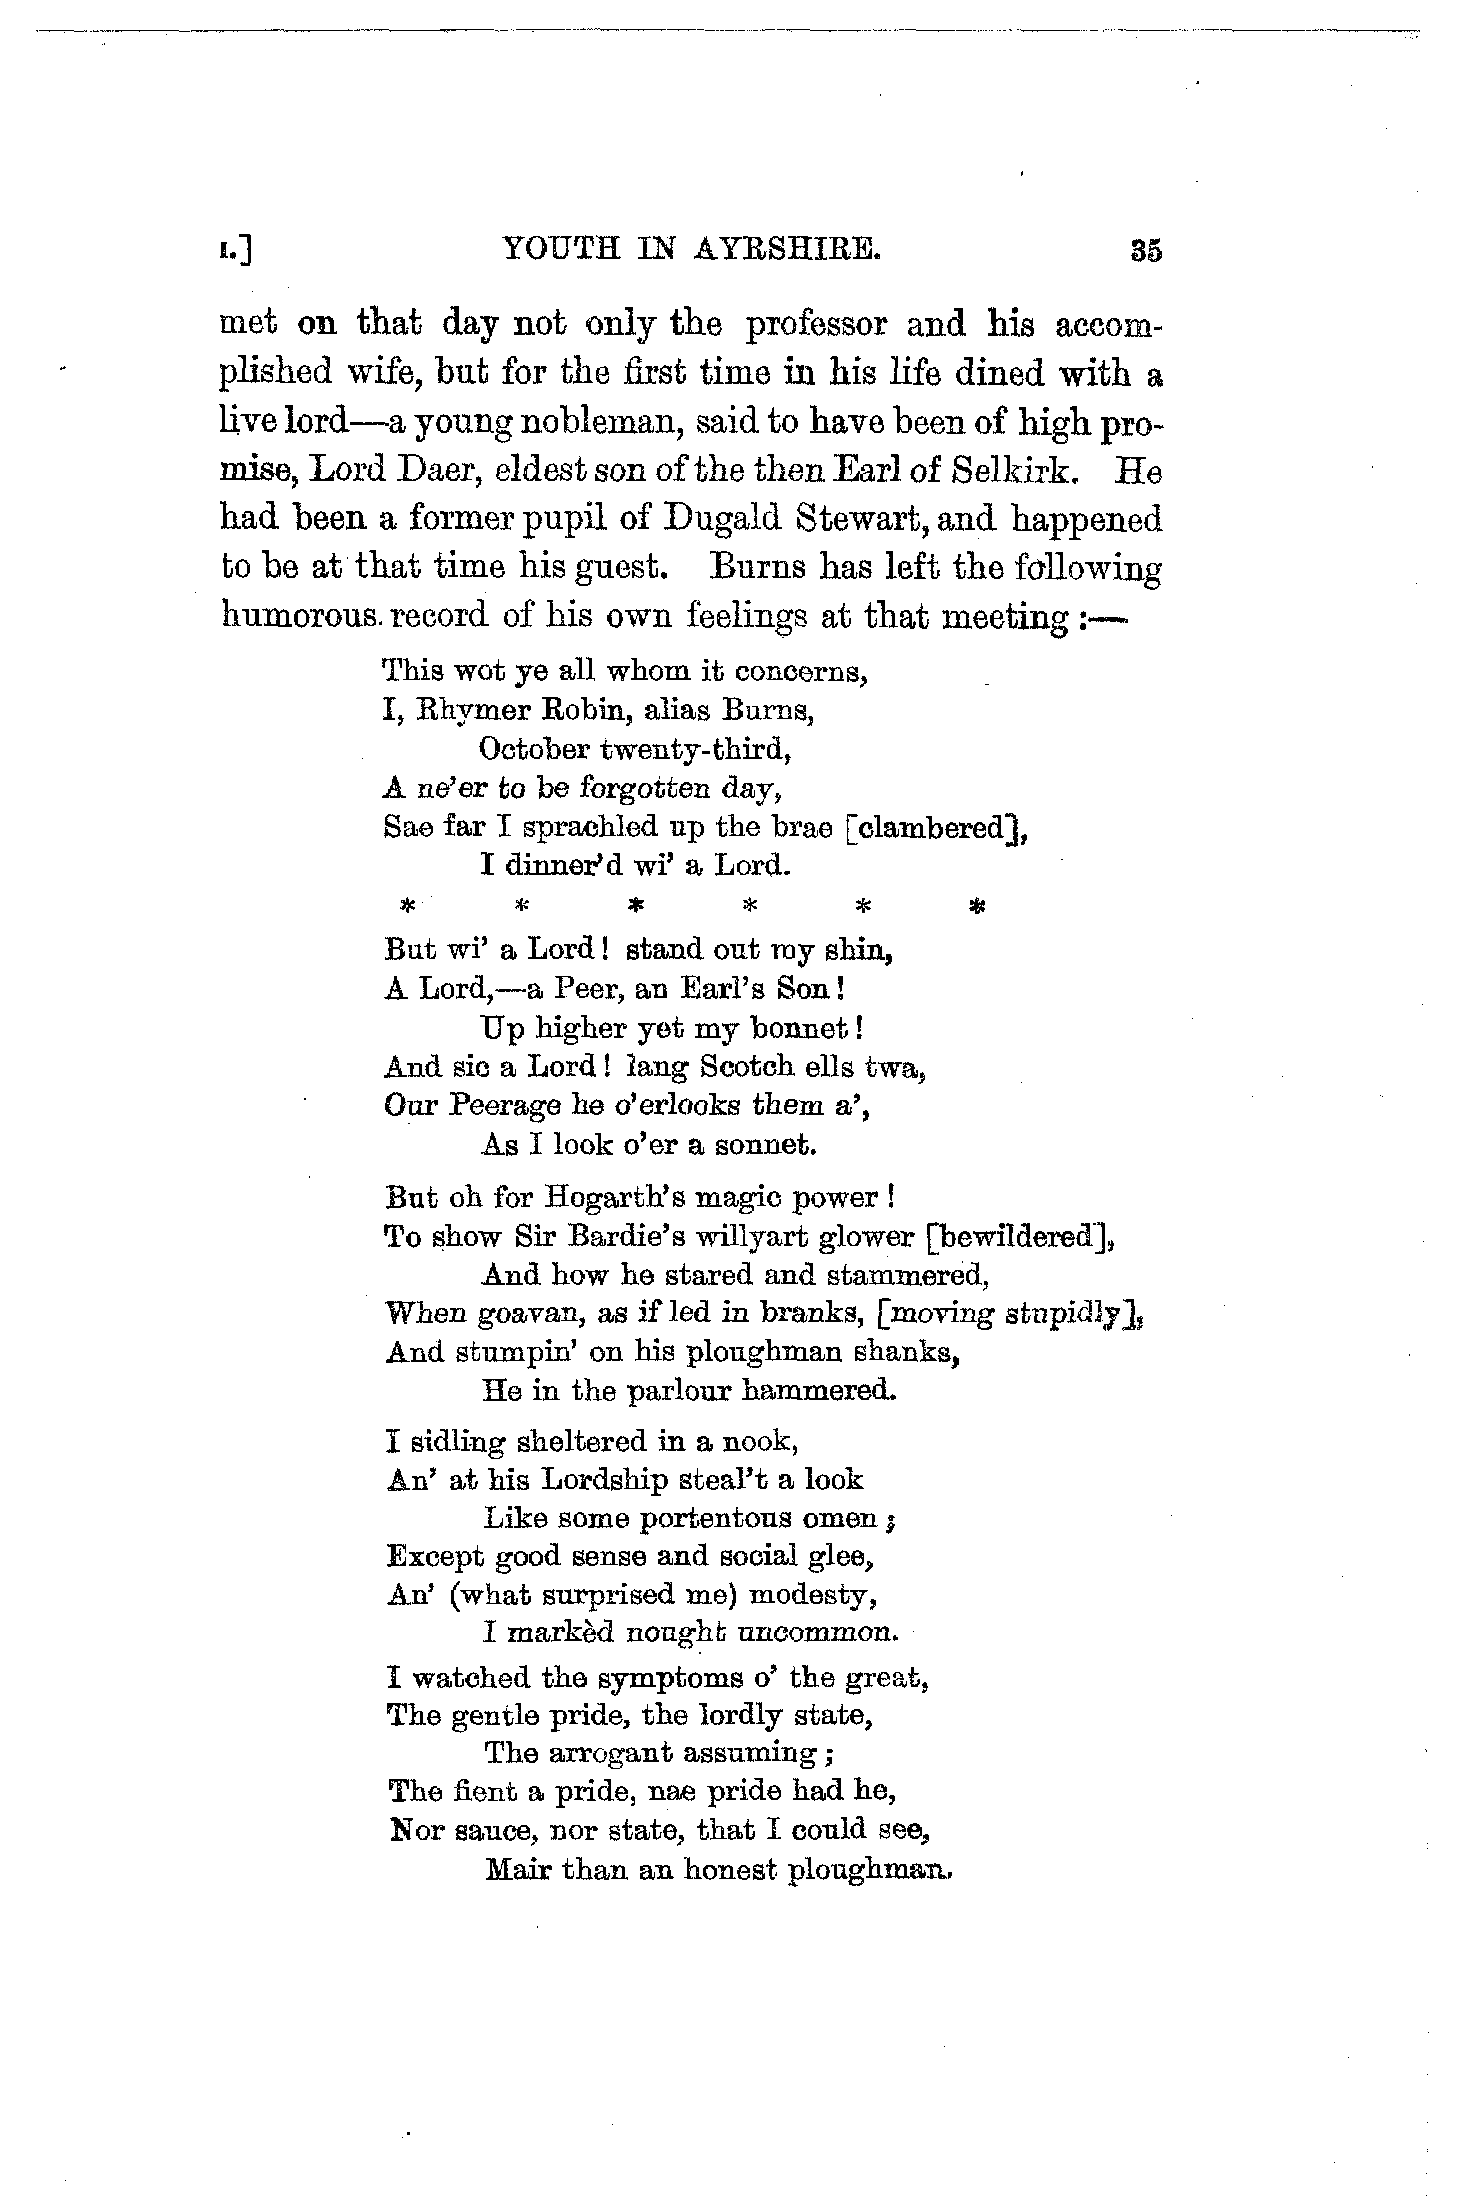 I.] YOUTH IN AYRSHIRE. 35
met on that day not only the professor and his accom-
plished wife, but for the first time in his life dined with a
live lord—a young nobleman, said to have been of high pro-
mise, Lord Daer, eldest son of the then Earl of Selkirk. He
had been a former pupil of Dugald Stewart, and happened
to be at that time his guest. Burns has left the following
humorous record of his own feelings at that meeting :—
This wot ye all whom it concerns,
I, Rhymer Robin, alias Burns,
October twenty-third,
A ne'er to be forgotten day,
Sae far I sprachled up the brae [clambered],
I dinner'd wi' a Lord.
* * * * * *
But wi' a Lord! stand out my shin,
A Lord,—a Peer, an Earl's Son!
Up higher yet my bonnet!
And sic a Lord! lang Scotch ells twa,
Our Peerage he o'erlooks them a',
As I look o'er a sonnet.
But oh for Hogarth's magic power!
To show Sir Bardie's willyart glower [bewildered],
And how he stared and stammered,
When goavan, as if led in branks, [moving stupidly],
And stumpin' on his ploughman shanks,
He in the parlour hammered.
I sidling sheltered in a nook,
An' at his Lordship steal't a look
Like some portentous omen;
Except good sense and social glee,
An' (what surprised me) modesty,
I markèd nought uncommon.
I watched the symptoms o' the great,
The gentle pride, the lordly state,
The arrogant assuming;
The fient a pride, nae pride had he,
Nor sauce, nor state, that I could see,
Mair than an honest ploughman.